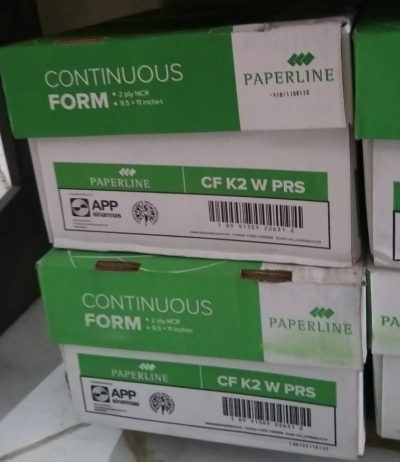 CONTINUOUS
FORM • 2 ply NCR
• 9.5 x 11 inches
PAPERLINE
PAPERLINE
CF K2 W PRS
APP
sinarmas
CONTINUOUS
FORM • 2 ply NCR
• 9.5 x 11 inches
PAPERLINE
PAPERLINE
CF K2 W PRS
APP
sinarmas
PA